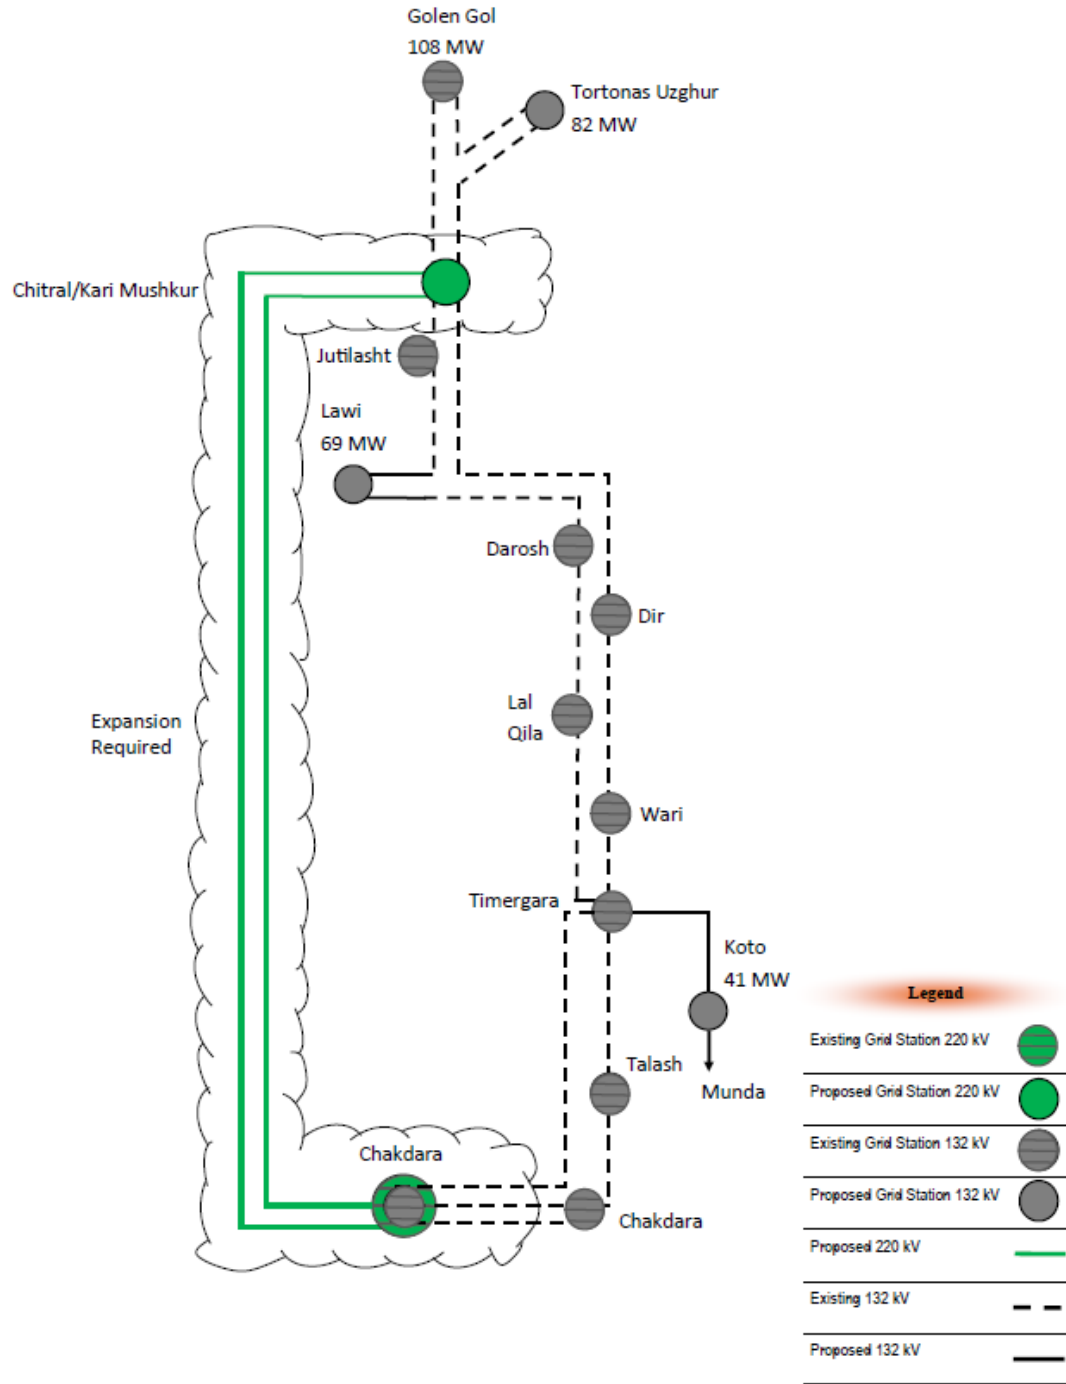 Golen Gol
108 MW
Tortonas Uzghur
82 MW
Chitral/Kari Mushkur
Jutilasht
Lawi
69 MW
Darosh
Dir
Lal
Qila
Expansion
Required
Wari
Timergara
Koto
41 MW
Talash
Munda
Chakdara
Chakdara
Legend
Existing Grid Station 220 kV
Proposed Grid Station 220 kV
Existing Grid Station 132 kV
Proposed Grid Station 132 kV
Proposed 220 kV
Existing 132 kV
Proposed 132 kV